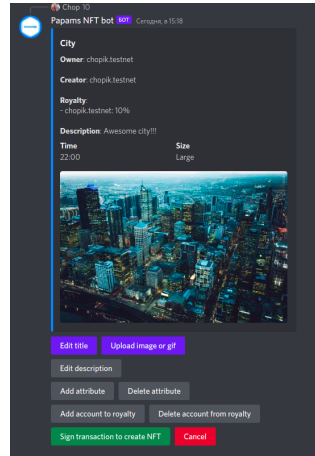 Chop 10
Papams NFT bot БОТ Сегодня, в 15:18
City
Owner: chopik.testnet
Creator: chopik.testnet
Royalty:
- chopik.testnet: 10%
Description: Awesome city!!!
Time Size
22:00 Large
Edit title Upload image or gif
Edit description
Add attribute Delete attribute
Add account to royalty Delete account from royalty
Sign transaction to create NFT Cancel